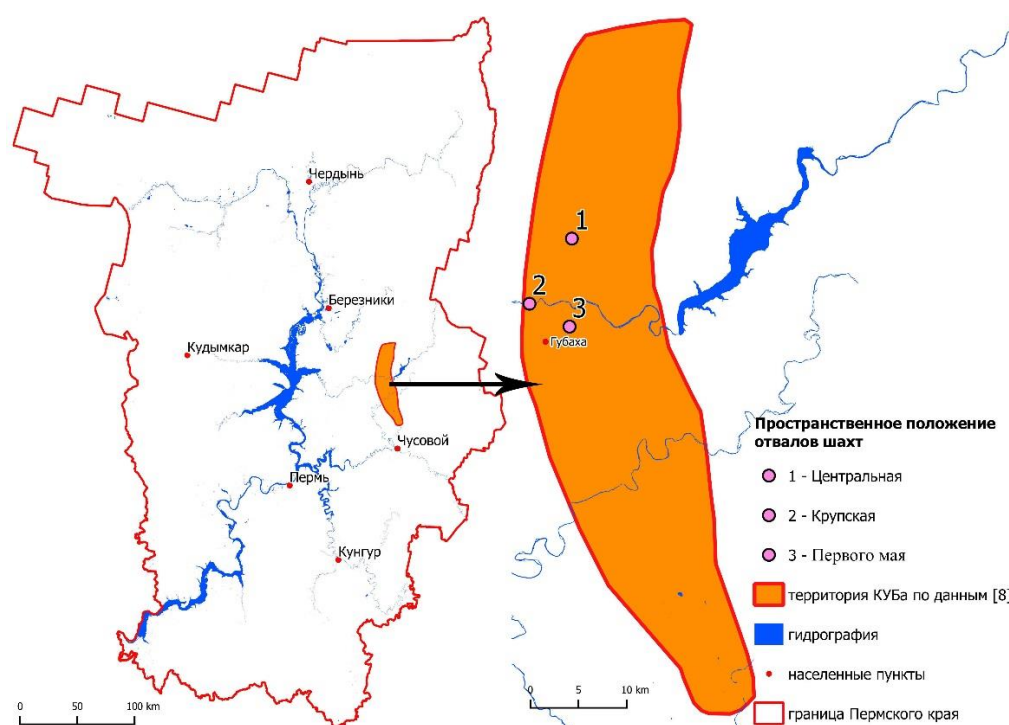 Чердынь
Березники
Кудымкар
Чусовой
Пермь
Кунгур
0 50 100 km
1
2
3
Губаха
0 5 10 km
Пространственное положение
отвалов шахт
1 - Центральная
2 - Крупская
3 - Первого мая
территория КУБа по данным [8]
гидрография
населенные пункты
граница Пермского края